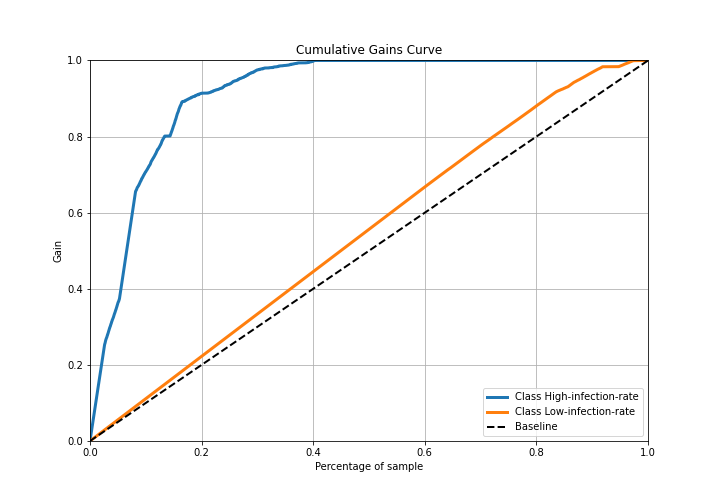 Cumulative Gains Curve
1.0
0.8
0.6
0.4
0.2
0.0
Gain
0.0 0.2 0.4 0.6 0.8 1.0
Percentage of sample
Class High-infection-rate
Class Low-infection-rate
Baseline